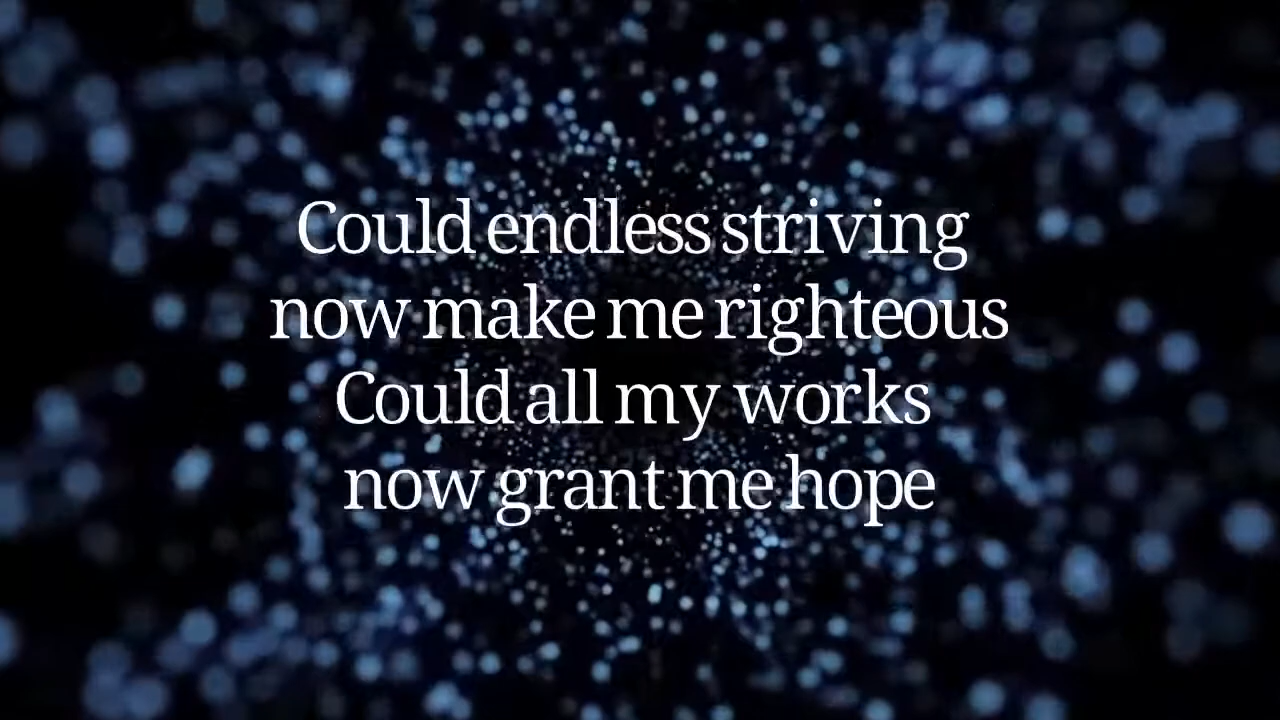 Could endless striving
now make me righteous
Could all my works
now grant me hope